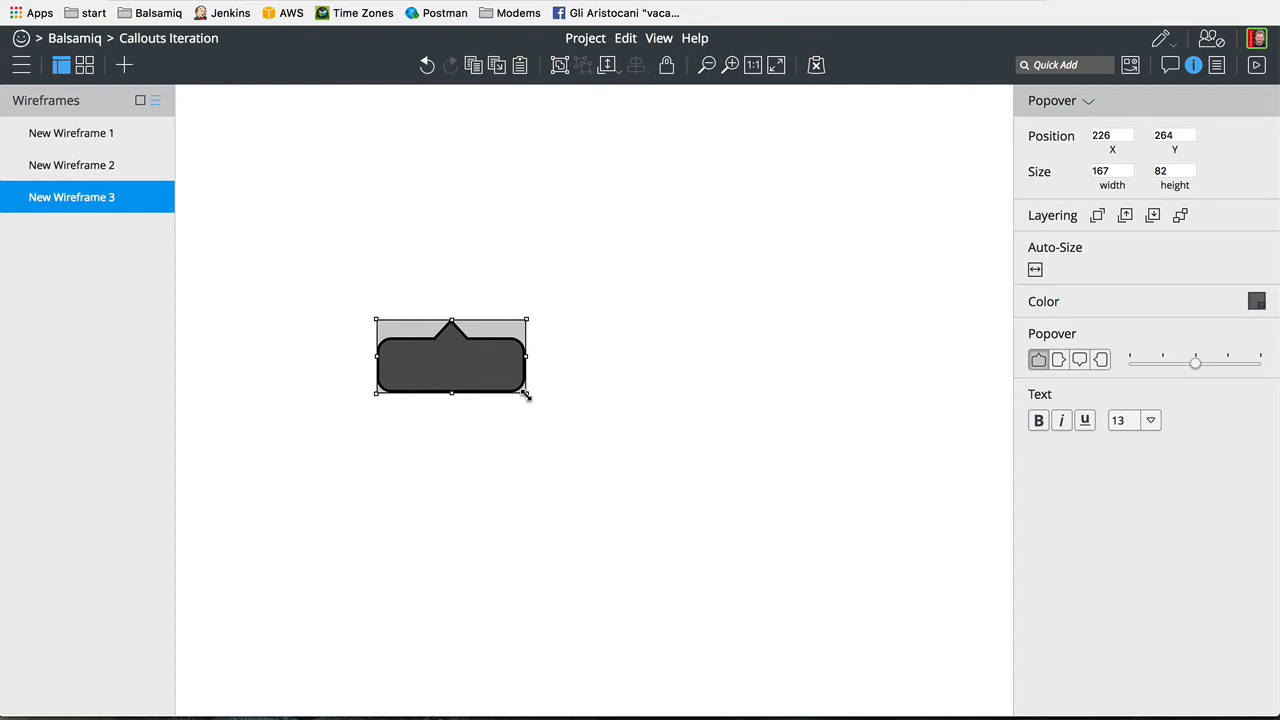 Apps start Balsamiq Jenkins AWS Time Zones Postman Modems Gli Aristocani "vaca...
> Balsamiq > Callouts Iteration Project Edit View Help
1:1 Quick Add
Wireframes
New Wireframe 1
New Wireframe 2
New Wireframe 3
Popover
Position 226 264
X Y
Size 167 82
width height
Layering
Auto-Size
Color
Popover
Text
B i u 13